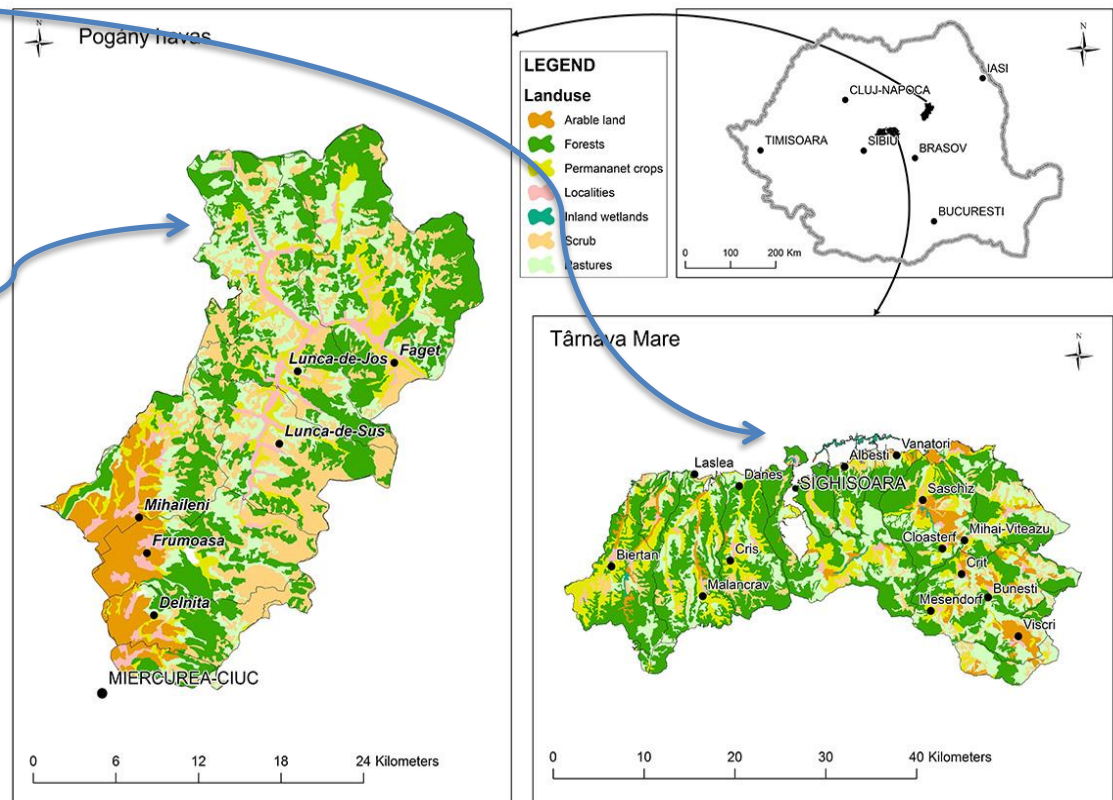 N
Pogány havas
Lunca-de-Jos
Faget
Lunca-de-Sus
Mihaileni
Frumoasa
Delnita
MIERCUREA-CIUC
0 6 12 18 24 Kilometers
LEGEND
Landuse
Arable land
Forests
Permananet crops
Localities
Inland wetlands
Scrub
Pastures
N
IASI
CLUJ-NAPOCA
TIMISOARA
SIBIU
BRASOV
BUCURESTI
0 100 200 Km
Târnava Mare
N
Vanatori
Albesti
Laslea
Danes
SIGHISOARA
Saschiz
Mihai-Viteazu
Cloasterf
Biertan
Cris
Crit
Malancrav
Bunesti
Mesendorf
Viscri
0 10 20 30 40 Kilometers